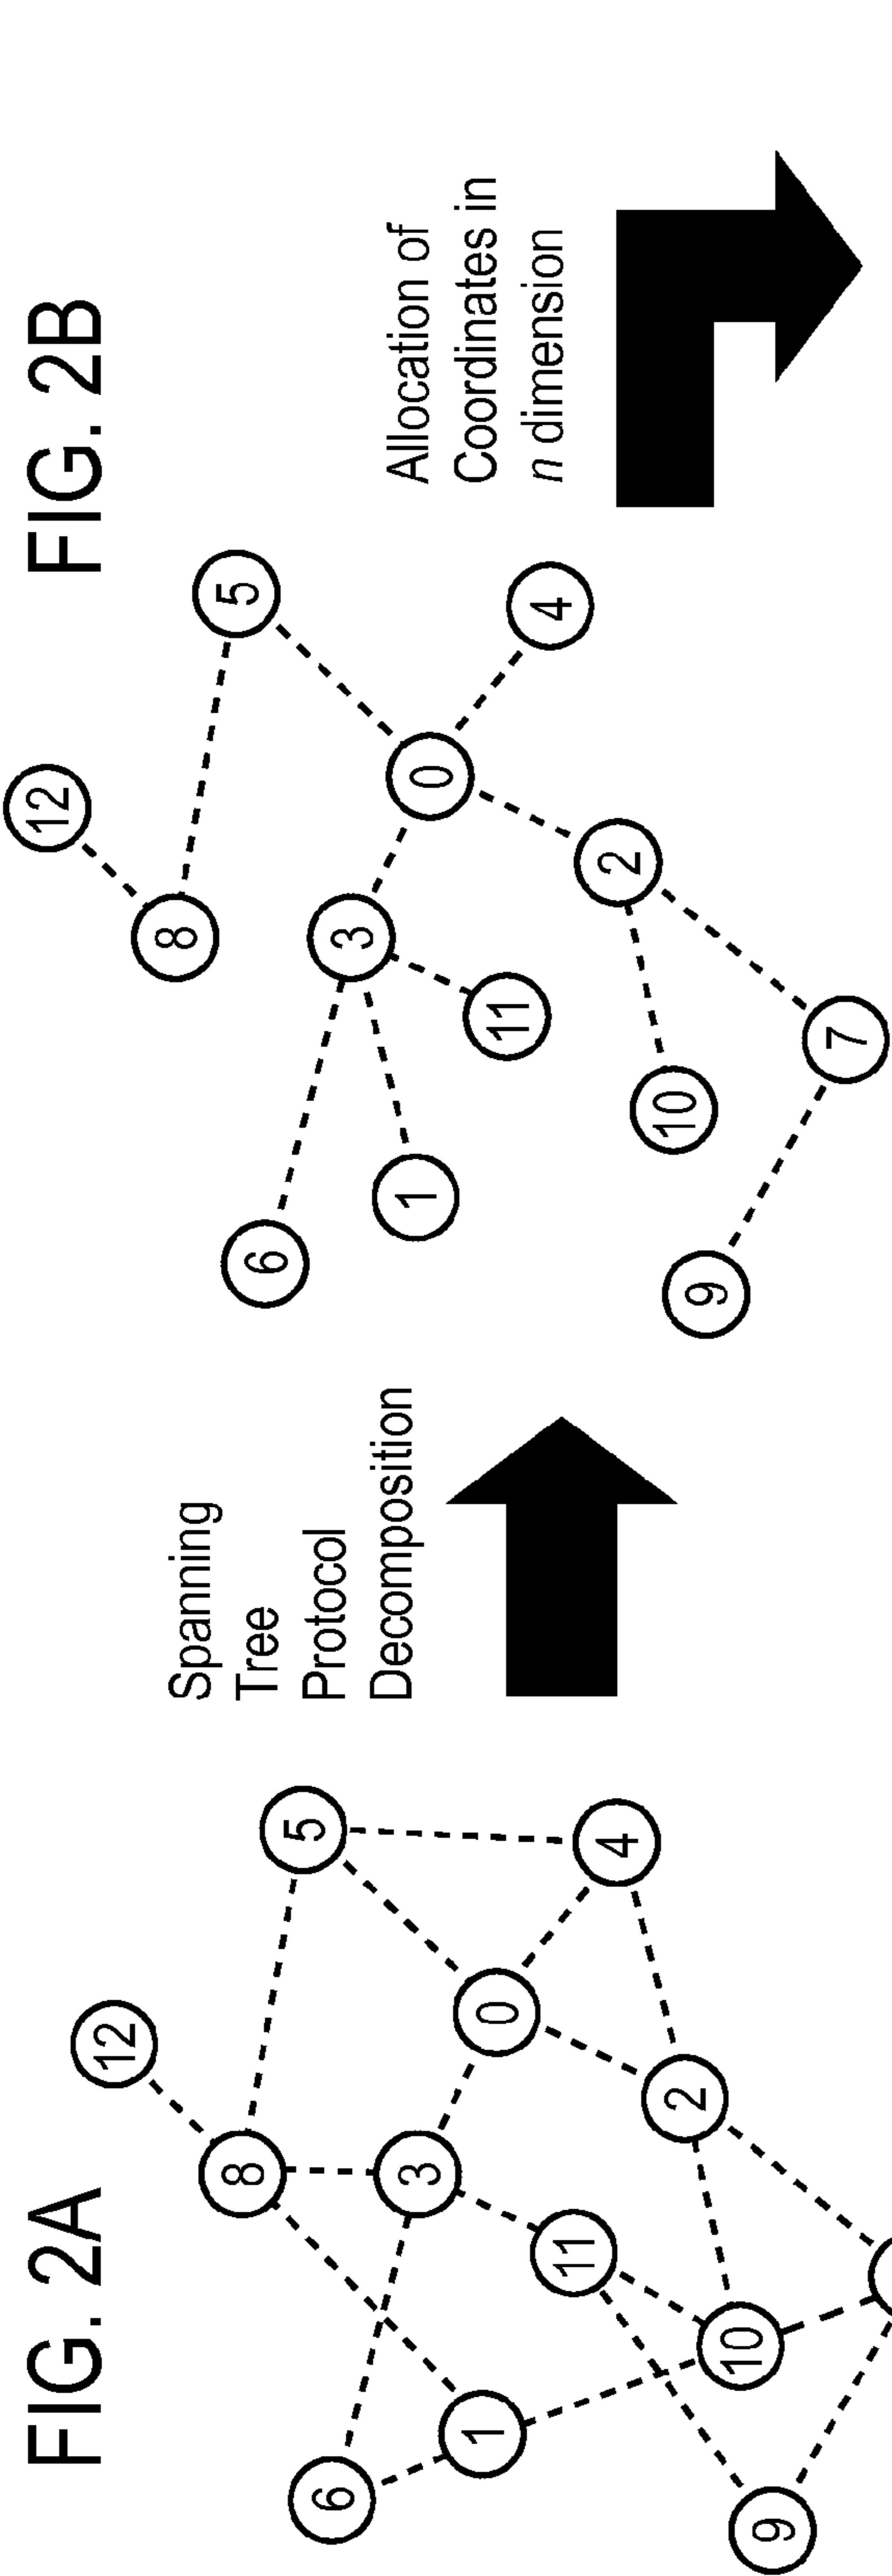 FIG. 2A
12
8
5
3
0
6
1
11
4
2
10
9
Spanning
Tree
Protocol
Decomposition
FIG. 2B
12
8
5
3
0
6
1
11
4
2
10
7
9
Allocation of
Coordinates in
n dimension